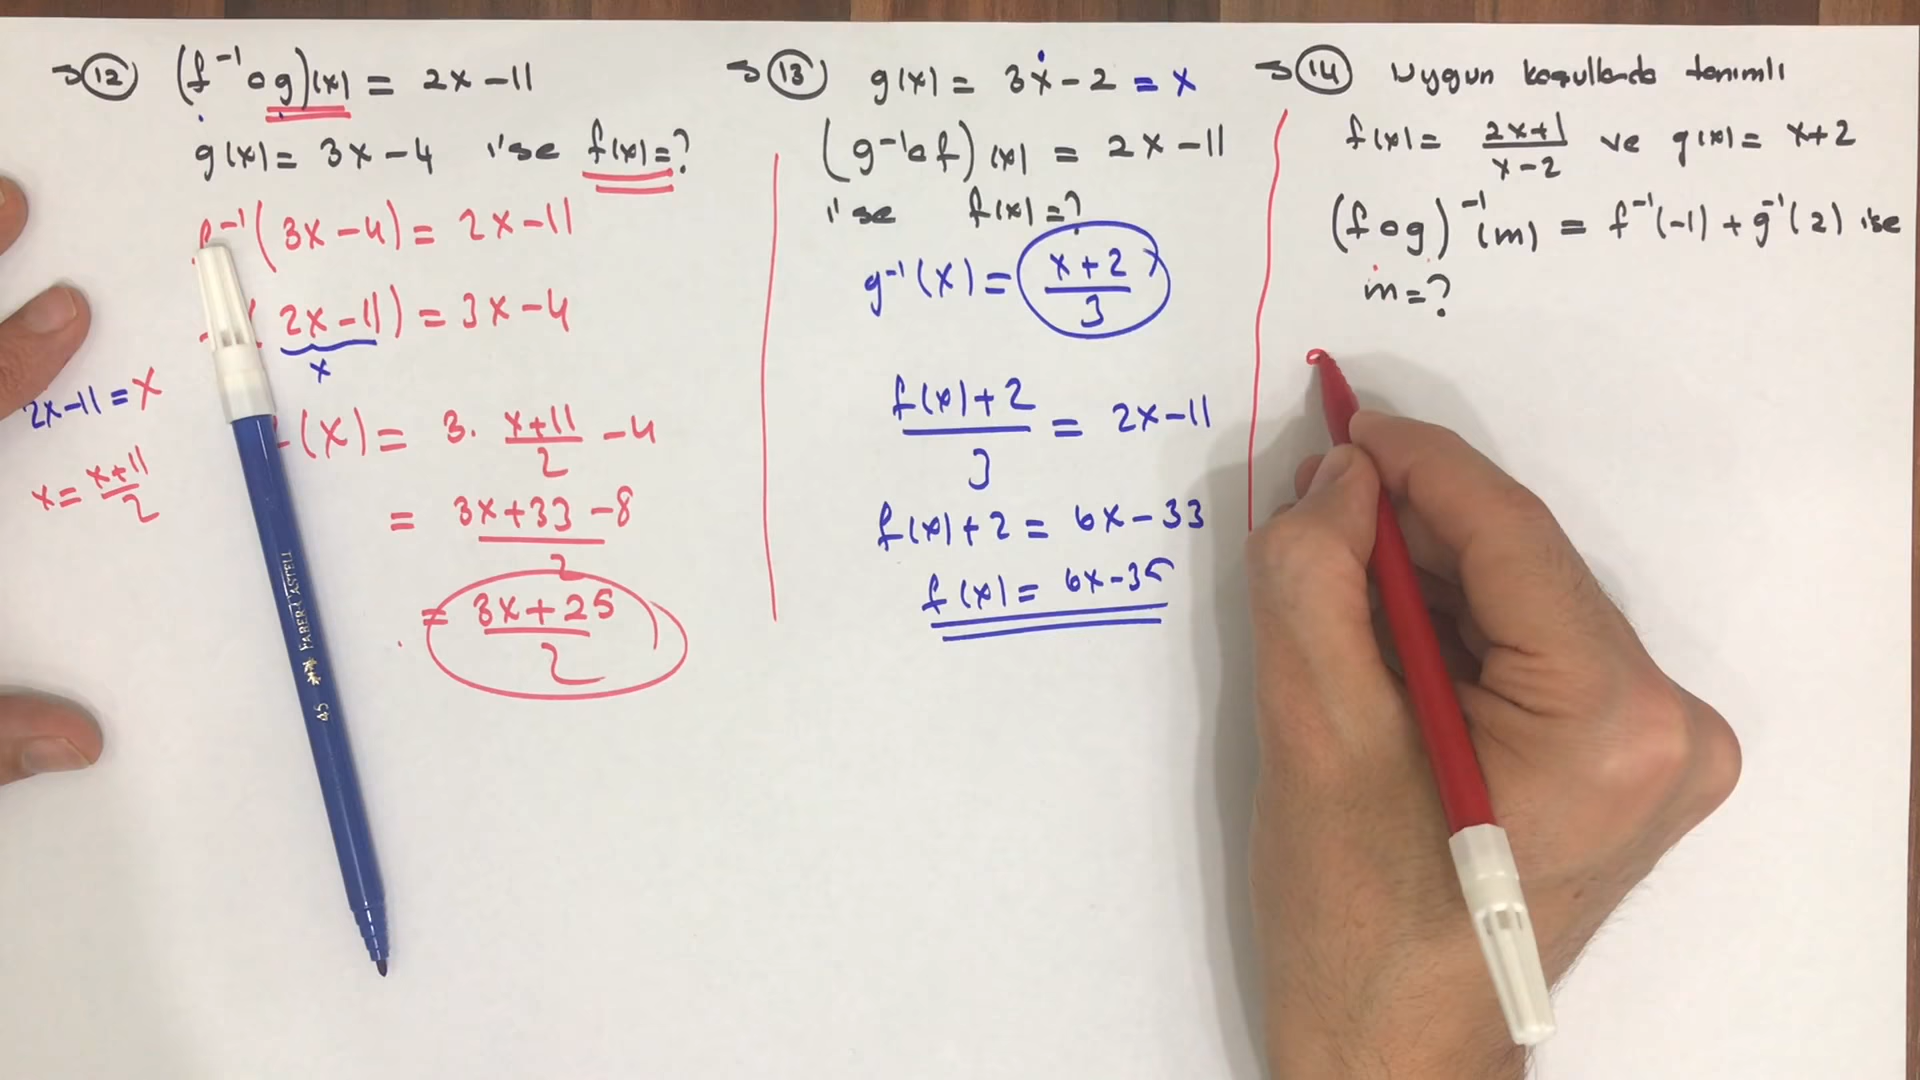 12 (f⁻¹og)(x) = 2x-11
g(x) = 3x-4 i'se f(x)=?
f⁻¹(3x-4) = 2x-11
(2x-11) = 3x-4
x
2x-11=x
x = x+11/2
(x) = 3. x+11/2 -4
= 3x+33-8/2
= 3x+25/2
FABER-CASTELL
45
13 g(x) = 3x-2 = x
(g⁻¹of)(x) = 2x-11
i'se f(x)=?
g⁻¹(x) = x+2/3
f(x)+2/3 = 2x-11
f(x)+2 = 6x-33
f(x) = 6x-35
14 Uygun koşullarda tanımlı
f(x) = 2x+1/x-2 ve g(x) = x+2
(fog)⁻¹(m) = f⁻¹(-1) + g⁻¹(2) ise
m=?